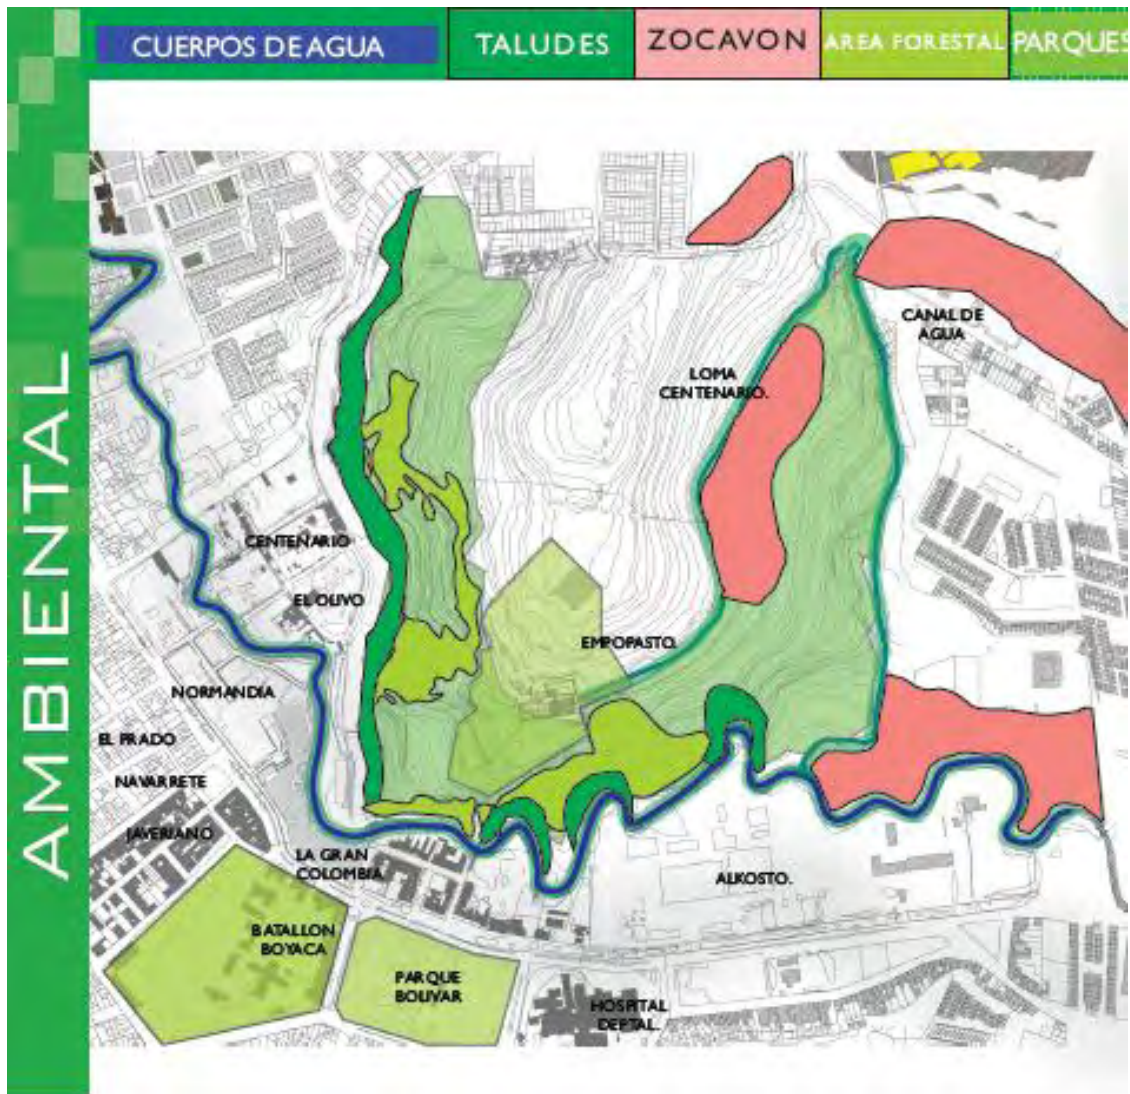 CUERPOS DE AGUA
TALUDES
ZOCAVON
AREA FORESTAL
PARQUES
AMBIENTAL
CANAL DE
AGUA
LOMA
CENTENARIO.
CENTENARIO
EL OLIVO
EMPOPASTO.
NORMANDIA
EL PRADO
NAVARRETE
JAVERIANO
LA GRAN
COLOMBIA
ALKOSTO.
BATALLON
BOYACA
PARQUE
BOLIVAR
HOSPITAL
DEPTAL.